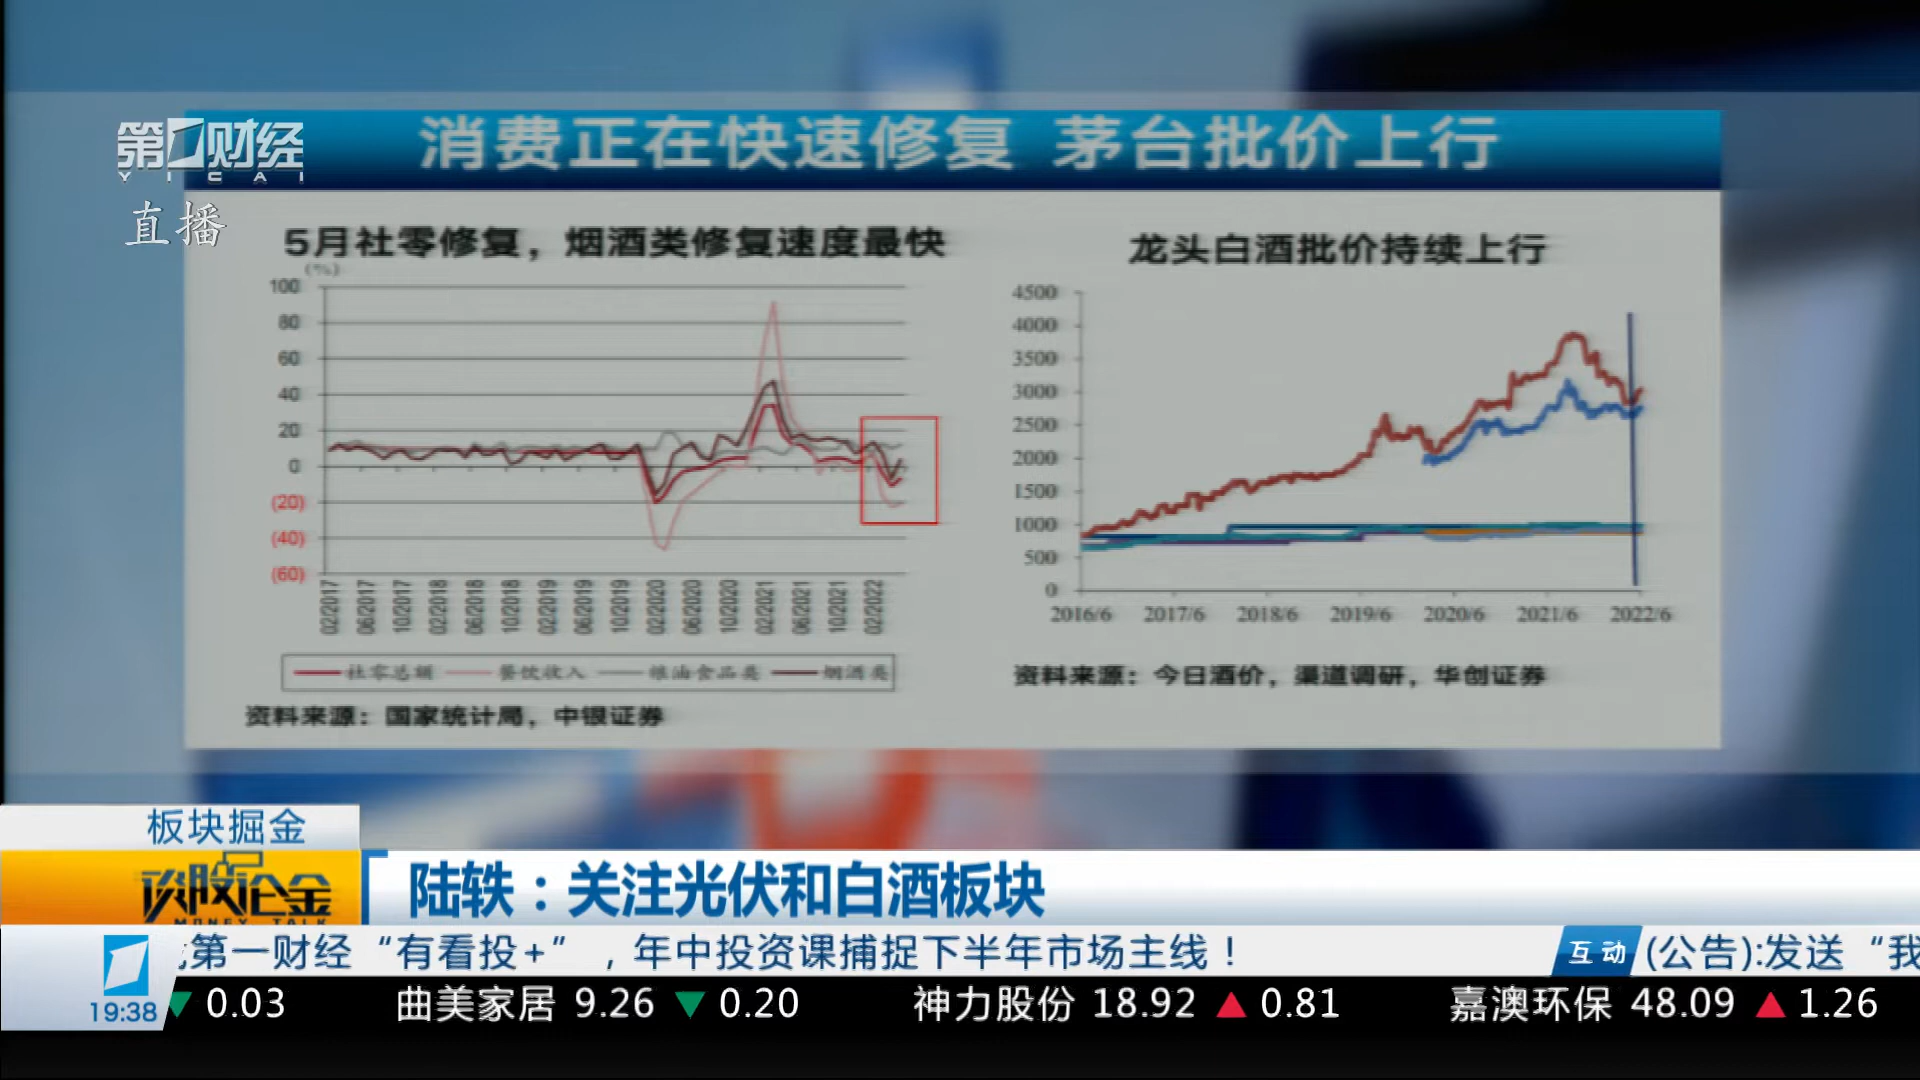 第1财经
YICAI
直播
消费正在快速修复 茅台批价上行
5月社零修复，烟酒类修复速度最快
(%)
100
80
60
40
20
0
(20)
(40)
(60)
02/2017 06/2017 10/2017 02/2018 06/2018 10/2018 02/2019 06/2019 10/2019 02/2020 06/2020 10/2020 02/2021 06/2021 10/2021 02/2022
社零总额 餐饮收入 粮油食品类 烟酒类
资料来源：国家统计局，中银证券
龙头白酒批价持续上行
4500
4000
3500
3000
2500
2000
1500
1000
500
0
2016/6 2017/6 2018/6 2019/6 2020/6 2021/6 2022/6
资料来源：今日酒价，渠道调研，华创证券
板块掘金
谈股论金
MONEY TALK
陆轶：关注光伏和白酒板块
第一财经“有看投+”，年中投资课捕捉下半年市场主线！ 互动 (公告):发送“我
19:38
▼ 0.03 曲美家居 9.26 ▼ 0.20 神力股份 18.92 ▲ 0.81 嘉澳环保 48.09 ▲ 1.26